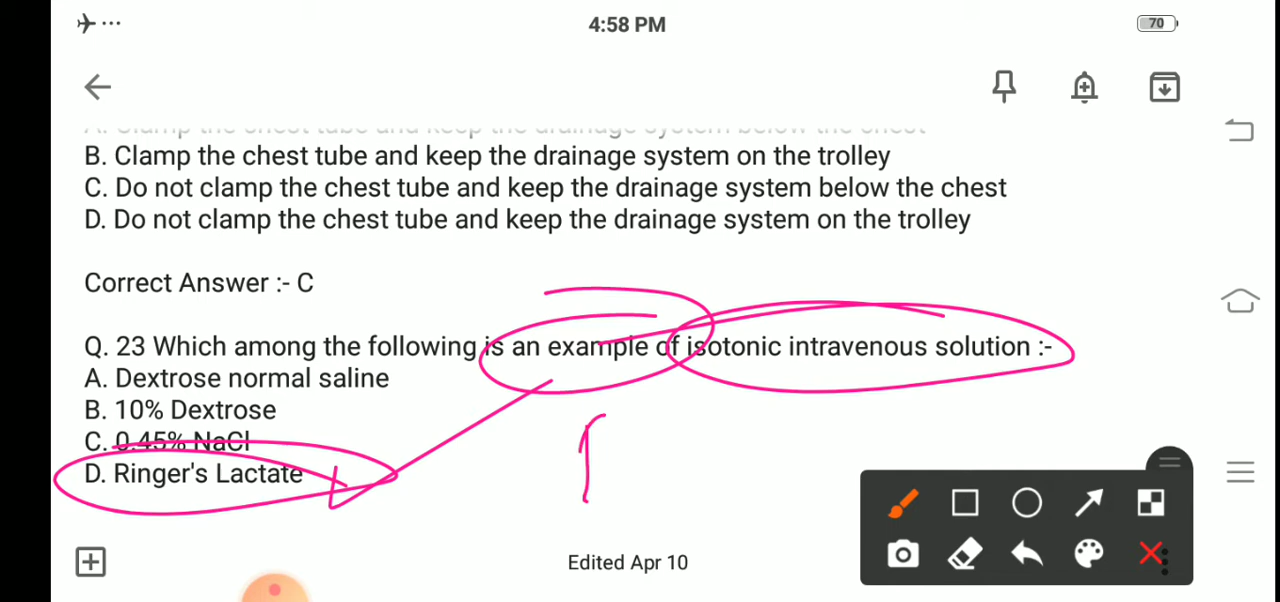 4:58 PM
70
B. Clamp the chest tube and keep the drainage system on the trolley
C. Do not clamp the chest tube and keep the drainage system below the chest
D. Do not clamp the chest tube and keep the drainage system on the trolley
Correct Answer :- C
Q. 23 Which among the following is an example of isotonic intravenous solution :-
A. Dextrose normal saline
B. 10% Dextrose
C. 0.45% NaCl
D. Ringer's Lactate
Edited Apr 10